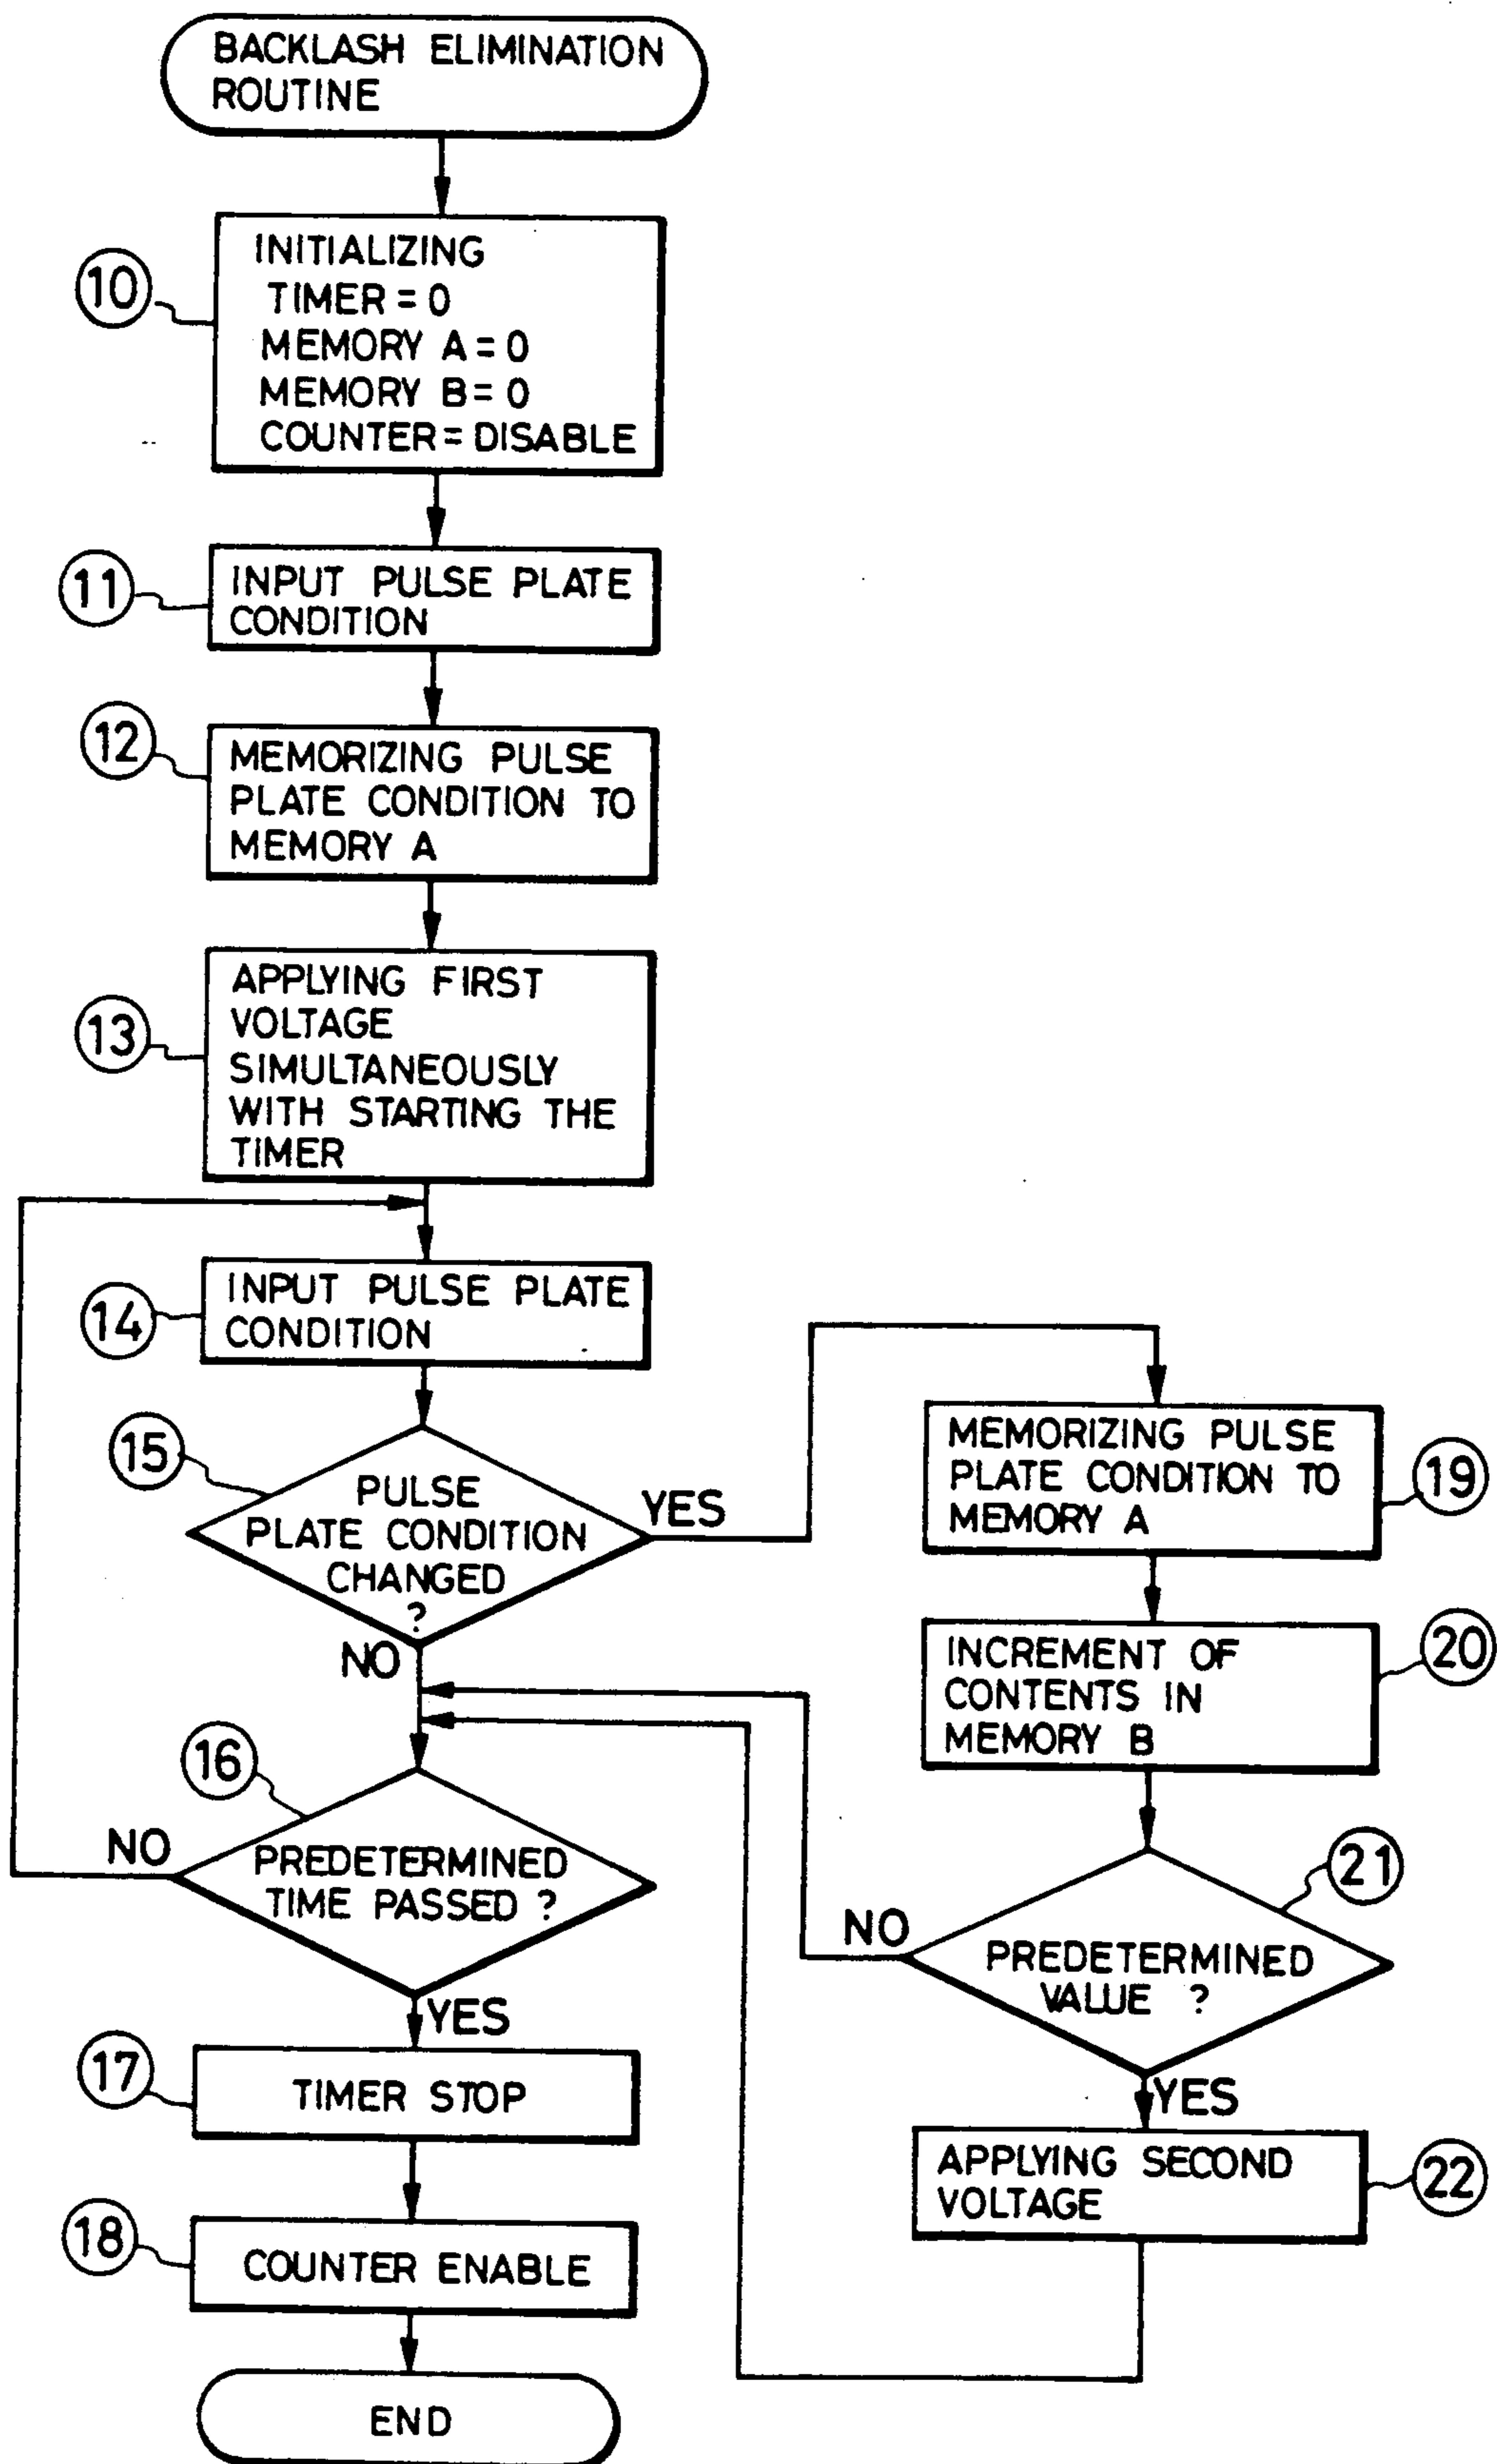 BACKLASH ELIMINATION
ROUTINE
10
INITIALIZING
TIMER = 0
MEMORY A = 0
MEMORY B = 0
COUNTER = DISABLE
11
INPUT PULSE PLATE
CONDITION
12
MEMORIZING PULSE
PLATE CONDITION TO
MEMORY A
13
APPLYING FIRST
VOLTAGE
SIMULTANEOUSLY
WITH STARTING THE
TIMER
14
INPUT PULSE PLATE
CONDITION
15
PULSE
PLATE CONDITION
CHANGED
?
YES
NO
16
PREDETERMINED
TIME PASSED ?
NO
YES
17
TIMER STOP
18
COUNTER ENABLE
END
19
MEMORIZING PULSE
PLATE CONDITION TO
MEMORY A
20
INCREMENT OF
CONTENTS IN
MEMORY B
21
PREDETERMINED
VALUE ?
NO
YES
22
APPLYING SECOND
VOLTAGE